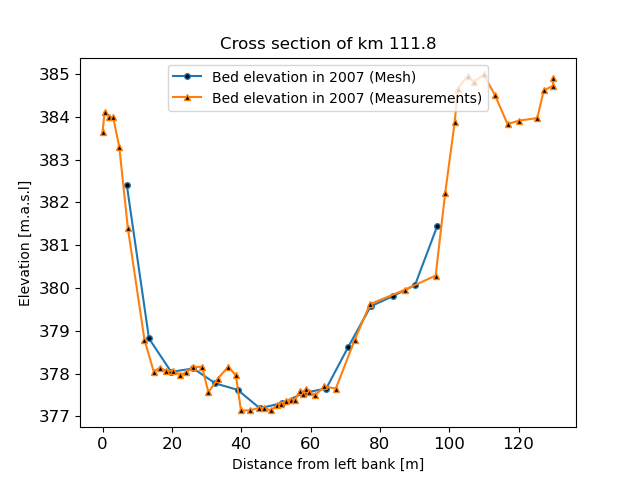 Cross section of km 111.8
Bed elevation in 2007 (Mesh)
Bed elevation in 2007 (Measurements)
385
384
383
382
381
380
379
378
377
Elevation [m.a.s.l]
0 20 40 60 80 100 120
Distance from left bank [m]